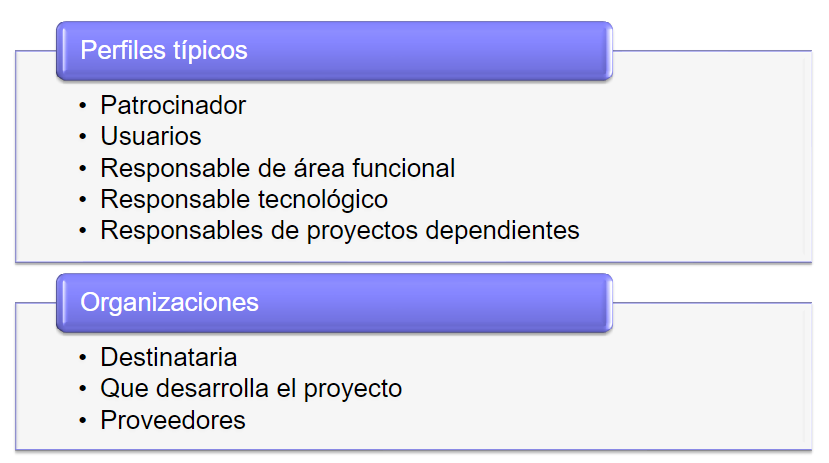 Perfiles típicos
• Patrocinador
• Usuarios
• Responsable de área funcional
• Responsable tecnológico
• Responsables de proyectos dependientes
Organizaciones
• Destinataria
• Que desarrolla el proyecto
• Proveedores